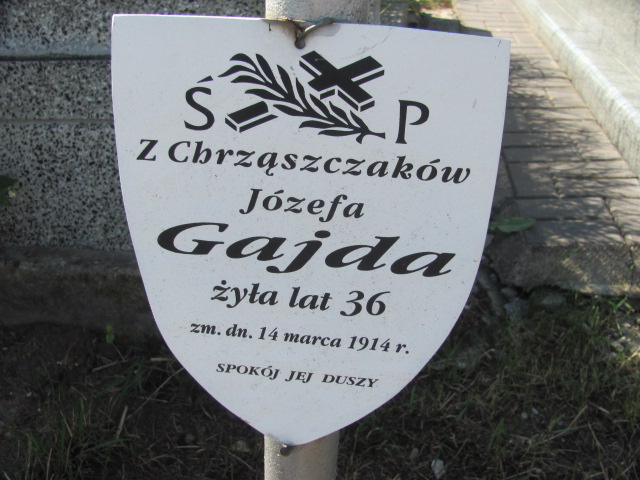 Ś P
Z Chrząszczaków
Józefa
Gajda
żyła lat 36
zm. dn. 14 marca 1914 r.
SPOKÓJ JEJ DUSZY